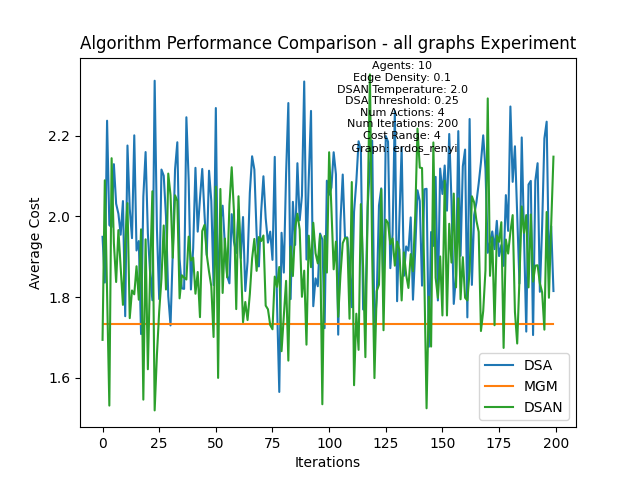 Algorithm Performance Comparison - all graphs Experiment
Agents: 10
Edge Density: 0.1
DSAN Temperature: 2.0
DSA Threshold: 0.25
Num Actions: 4
Num Iterations: 200
Cost Range: 4
Graph: erdos_renyi
2.2
2.0
1.8
1.6
Average Cost
DSA
MGM
DSAN
0
25
50
75
100
125
150
175
200
Iterations